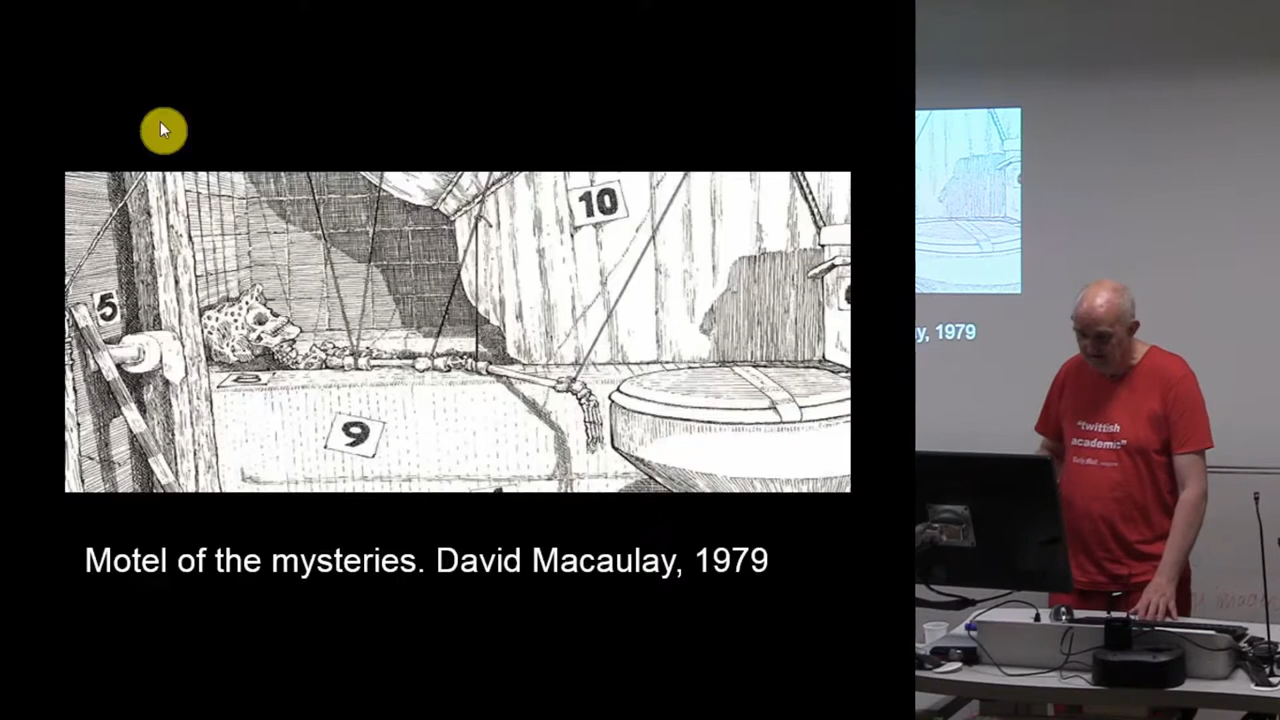 5
10
9
Motel of the mysteries. David Macaulay, 1979
y, 1979
"twittish
academic"